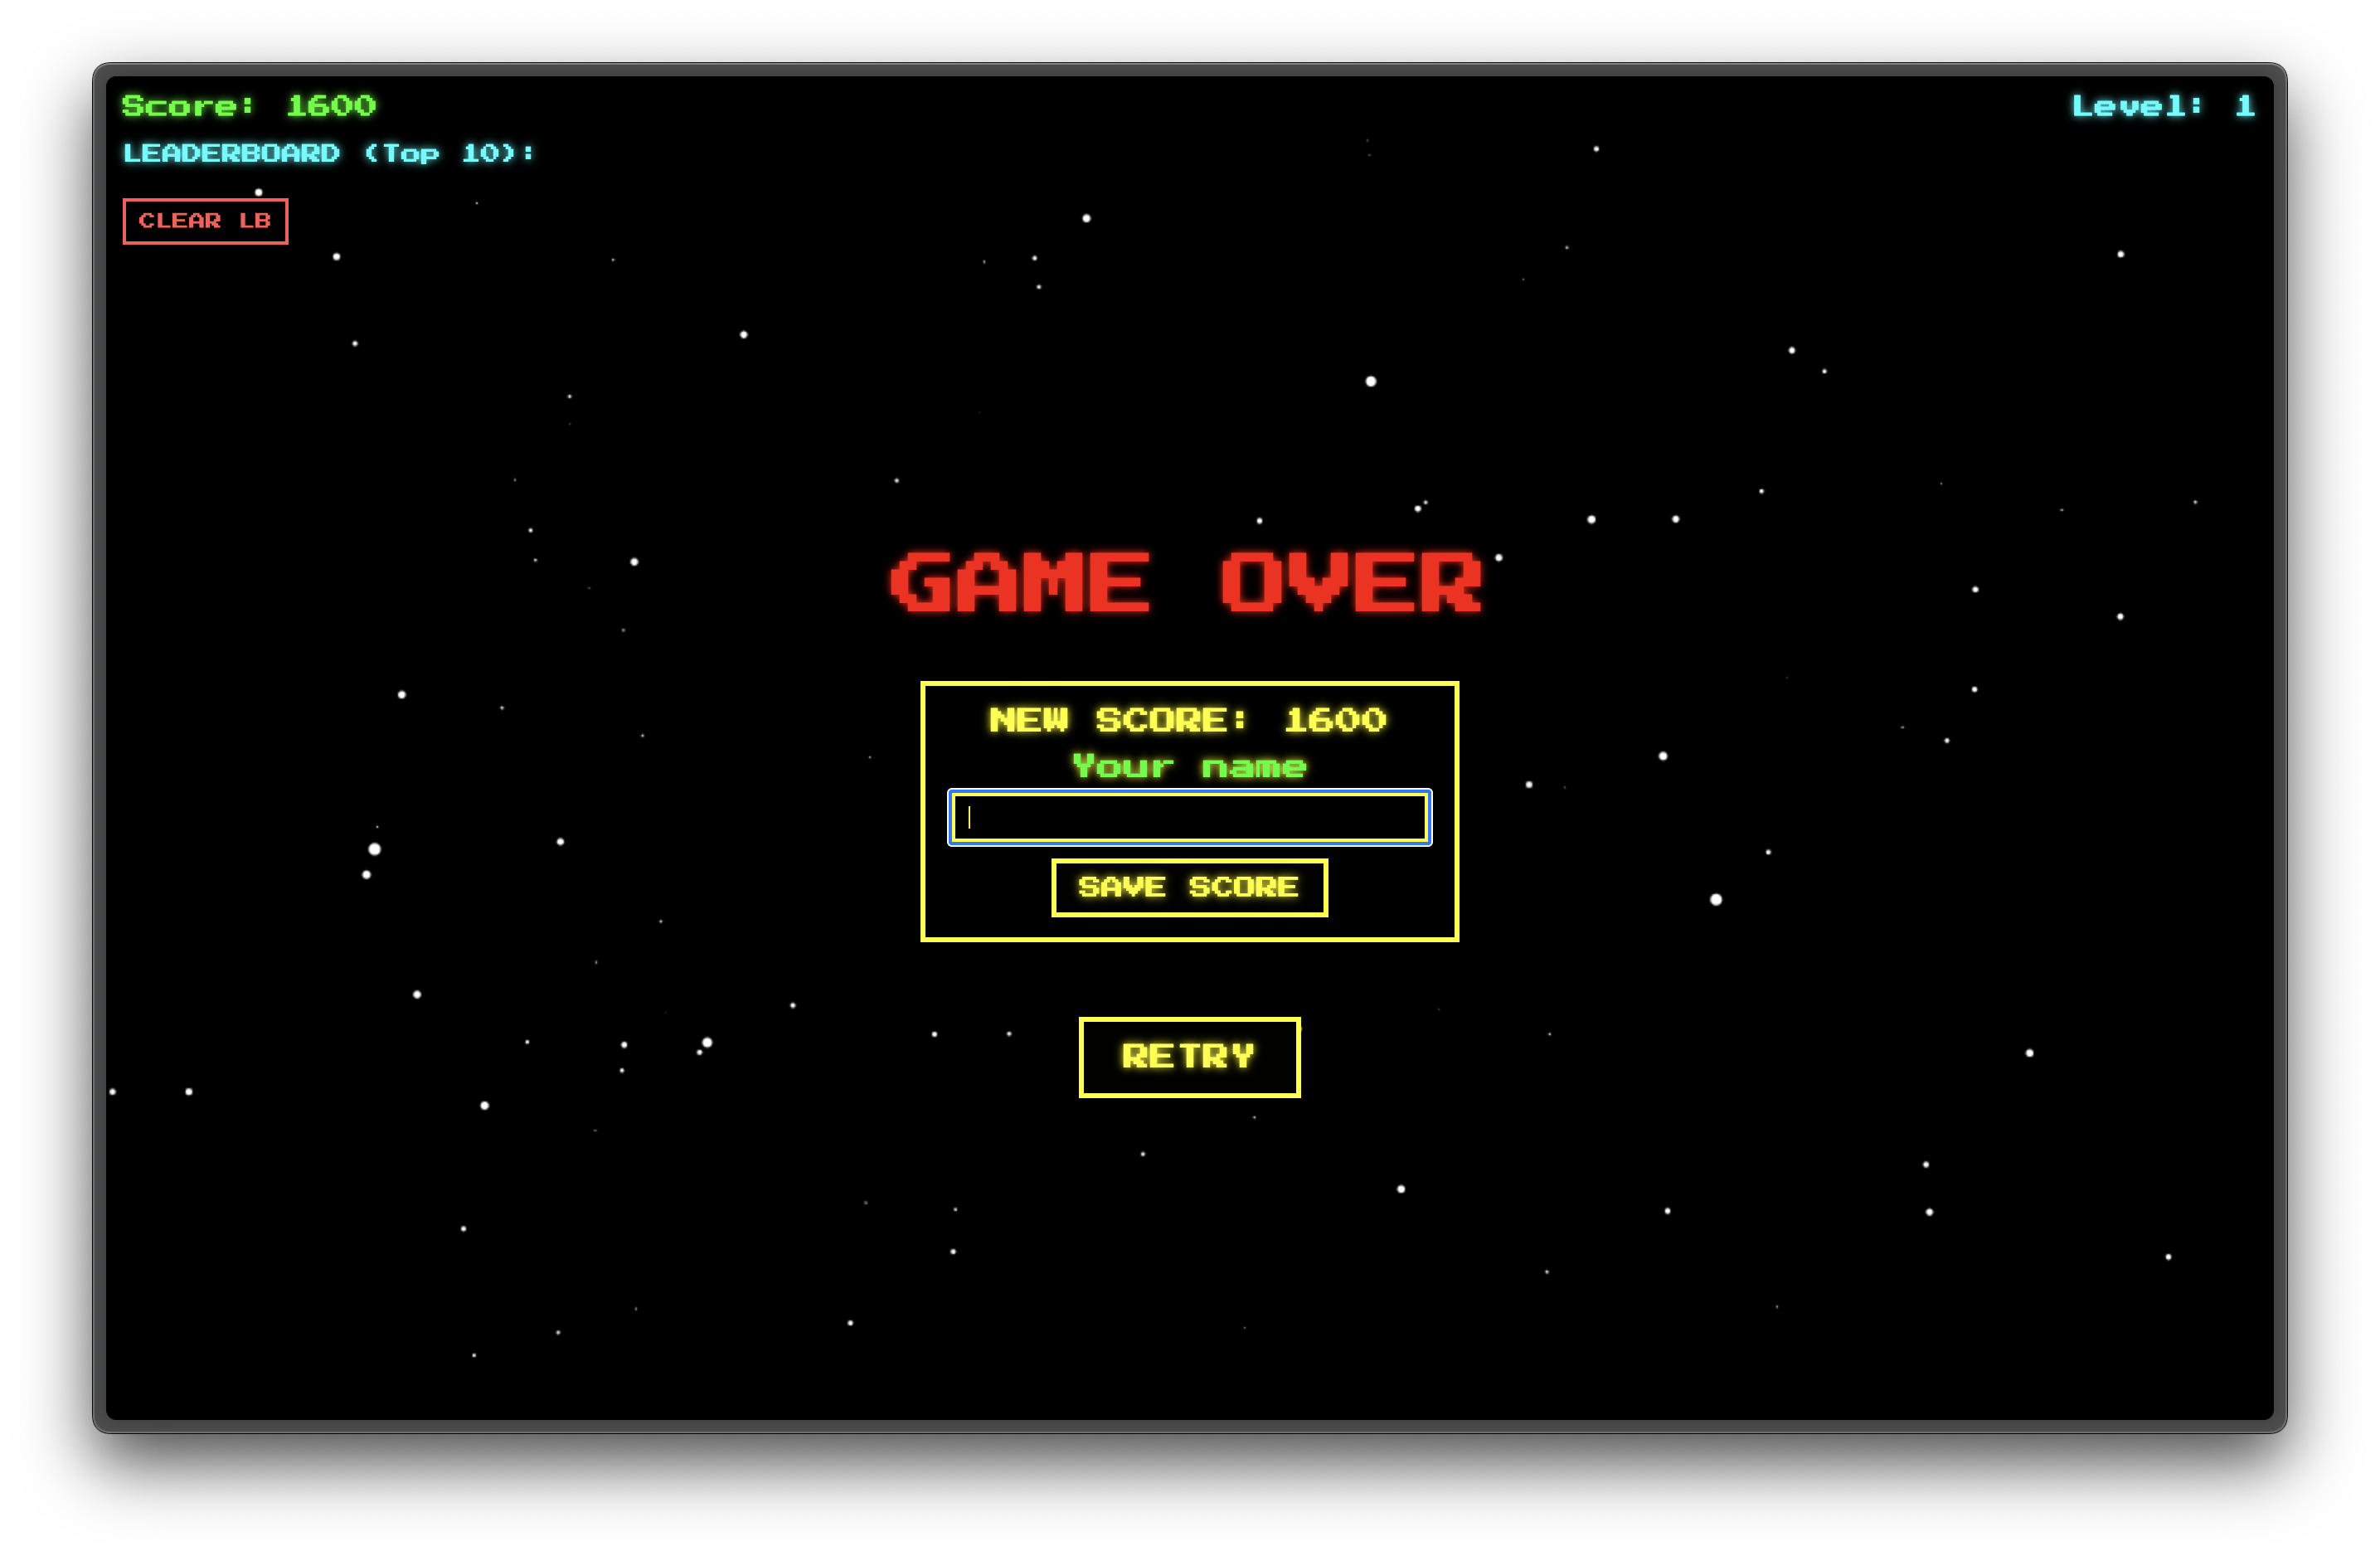 Score: 1600
Level: 1
LEADERBOARD (Top 10):
CLEAR LB
GAME OVER
NEW SCORE: 1600
Your name
SAVE SCORE
RETRY